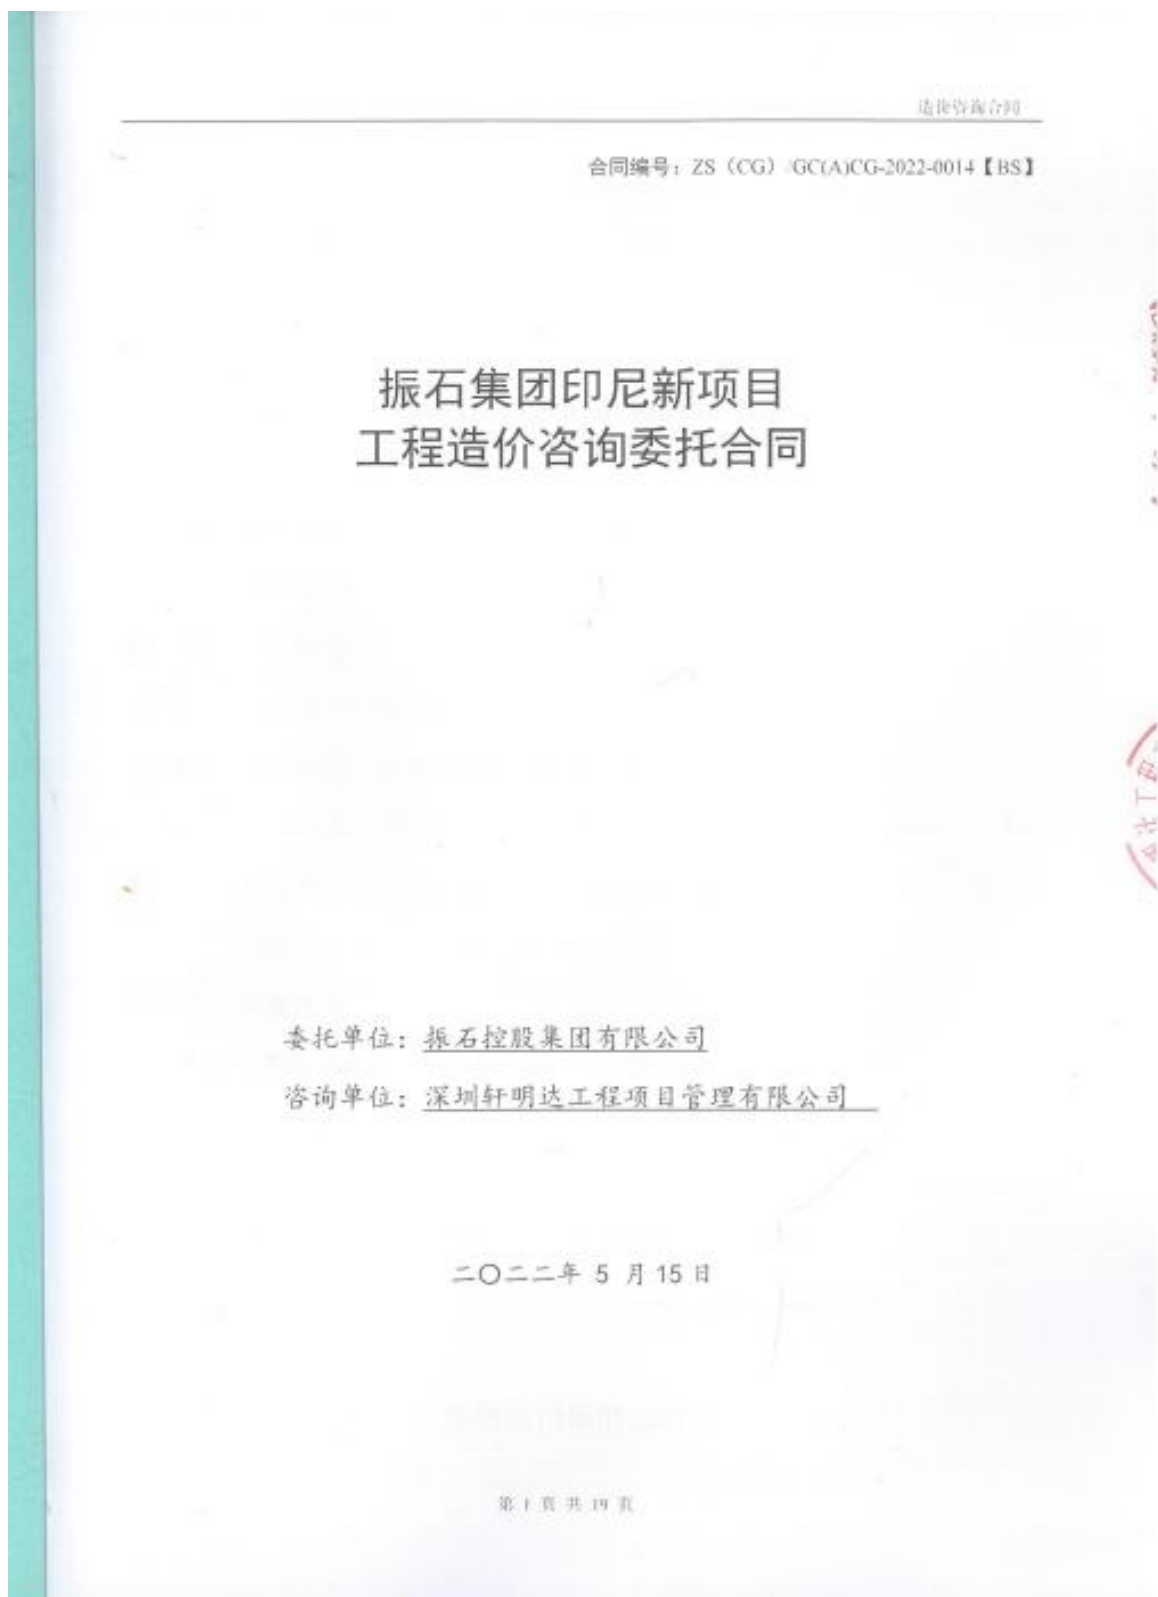 造价咨询合同
合同编号：ZS（CG）/GC(A)CG-2022-0014【BS】
振石集团印尼新项目
工程造价咨询委托合同
委托单位：振石控股集团有限公司
咨询单位：深圳轩明达工程项目管理有限公司
二〇二二年 5 月 15 日
第 1 页 共 19 页